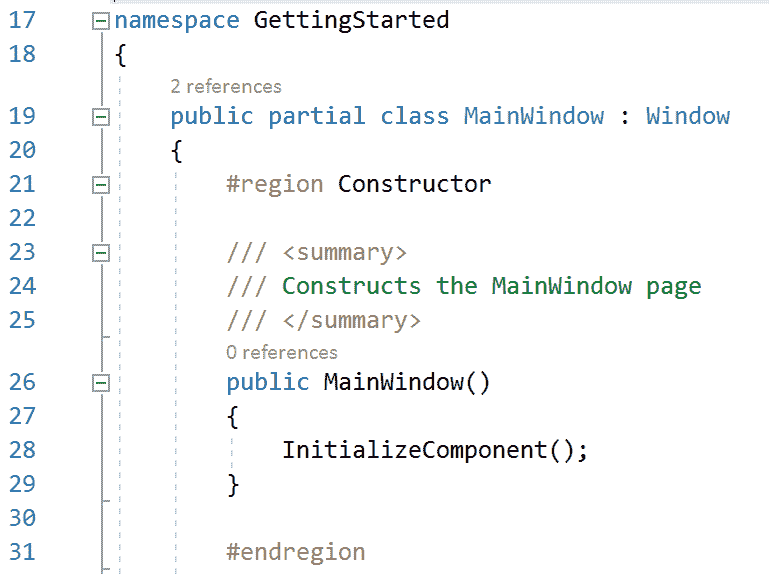 17 namespace GettingStarted
18 {
2 references
19 public partial class MainWindow : Window
20 {
21 #region Constructor
22
23 /// <summary>
24 /// Constructs the MainWindow page
25 /// </summary>
0 references
26 public MainWindow()
27 {
28 InitializeComponent();
29 }
30
31 #endregion